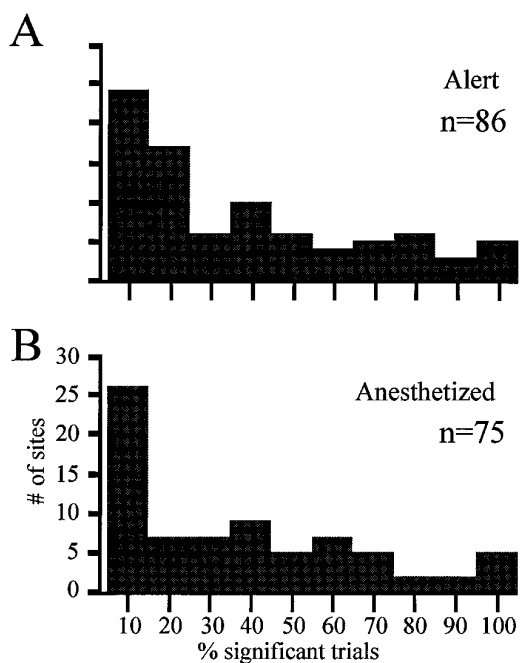 A
Alert
n=86
B
30
25
20
15
10
5
0
# of sites
Anesthetized
n=75
10 20 30 40 50 60 70 80 90 100
% significant trials